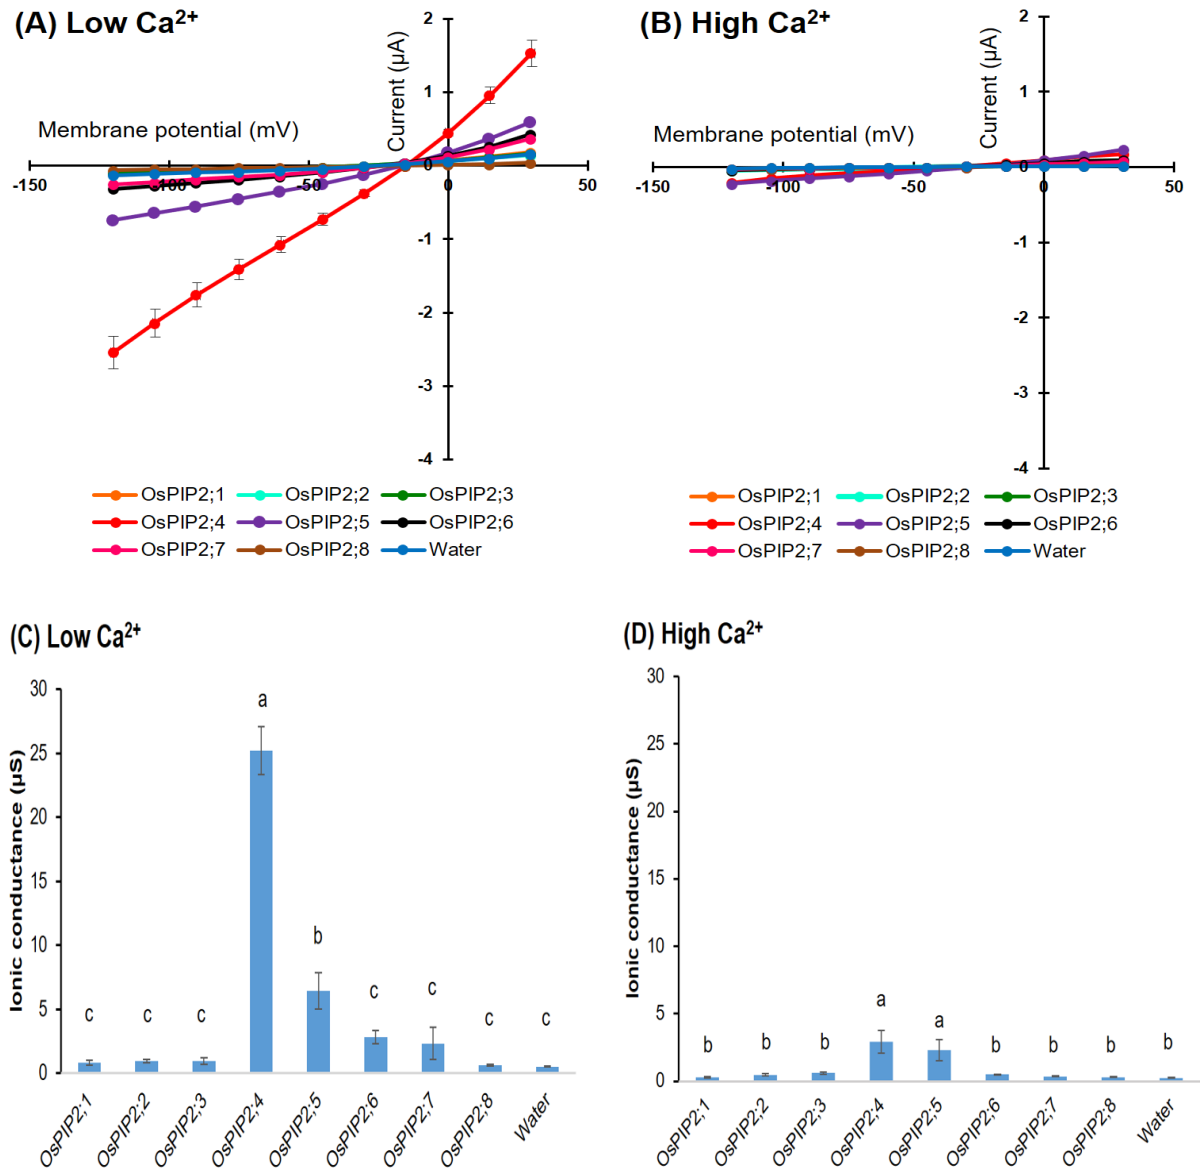 (A) Low Ca2+
Current (µA)
Membrane potential (mV)
2
1
0
-1
-2
-3
-4
-150
-100
-50
0
50
OsPIP2;1 OsPIP2;2 OsPIP2;3
OsPIP2;4 OsPIP2;5 OsPIP2;6
OsPIP2;7 OsPIP2;8 Water
(B) High Ca2+
Current (µA)
Membrane potential (mV)
2
1
0
-1
-2
-3
-4
-150
-100
-50
0
50
OsPIP2;1 OsPIP2;2 OsPIP2;3
OsPIP2;4 OsPIP2;5 OsPIP2;6
OsPIP2;7 OsPIP2;8 Water
(C) Low Ca2+
Ionic conductance (µS)
30
25
20
15
10
5
0
c c c a b c c c c
OsPIP2;1 OsPIP2;2 OsPIP2;3 OsPIP2;4 OsPIP2;5 OsPIP2;6 OsPIP2;7 OsPIP2;8 Water
(D) High Ca2+
Ionic conductance (µS)
30
25
20
15
10
5
0
b b b a a b b b b
OsPIP2;1 OsPIP2;2 OsPIP2;3 OsPIP2;4 OsPIP2;5 OsPIP2;6 OsPIP2;7 OsPIP2;8 Water